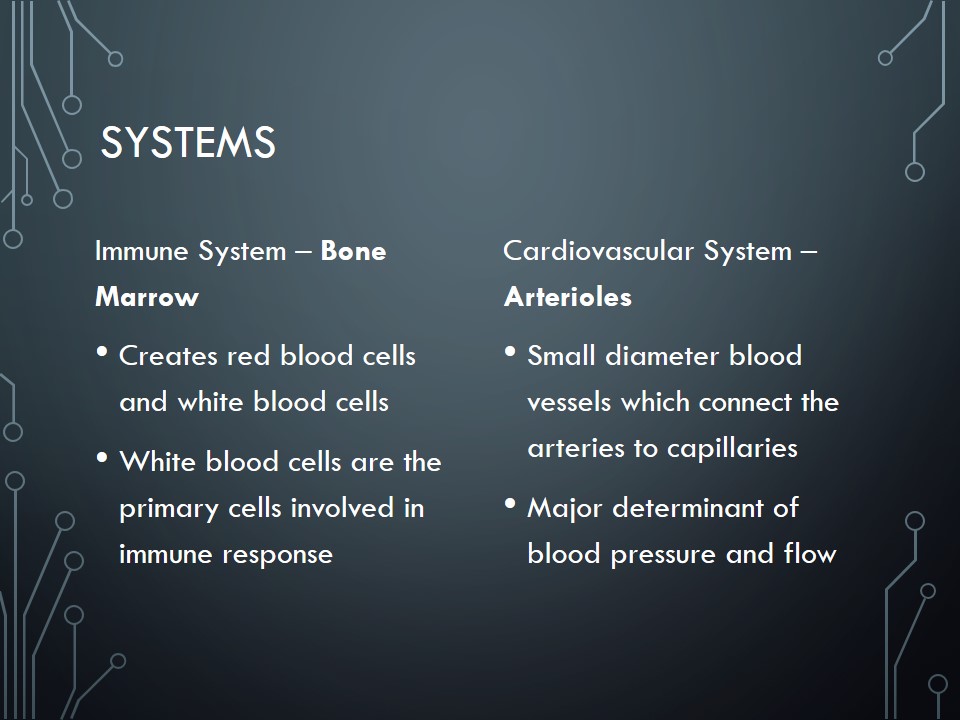 SYSTEMS
Immune System – Bone
Marrow
• Creates red blood cells
and white blood cells
• White blood cells are the
primary cells involved in
immune response
Cardiovascular System –
Arterioles
• Small diameter blood
vessels which connect the
arteries to capillaries
• Major determinant of
blood pressure and flow